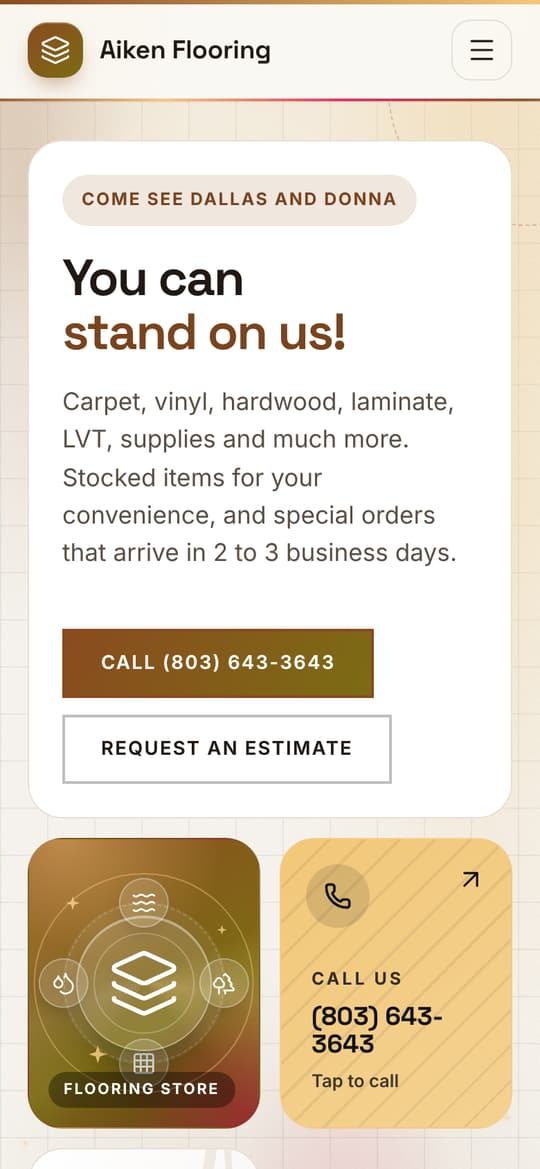 Aiken Flooring
COME SEE DALLAS AND DONNA
You can
stand on us!
Carpet, vinyl, hardwood, laminate,
LVT, supplies and much more.
Stocked items for your
convenience, and special orders
that arrive in 2 to 3 business days.
CALL (803) 643-3643
REQUEST AN ESTIMATE
FLOORING STORE
CALL US
(803) 643-
3643
Tap to call